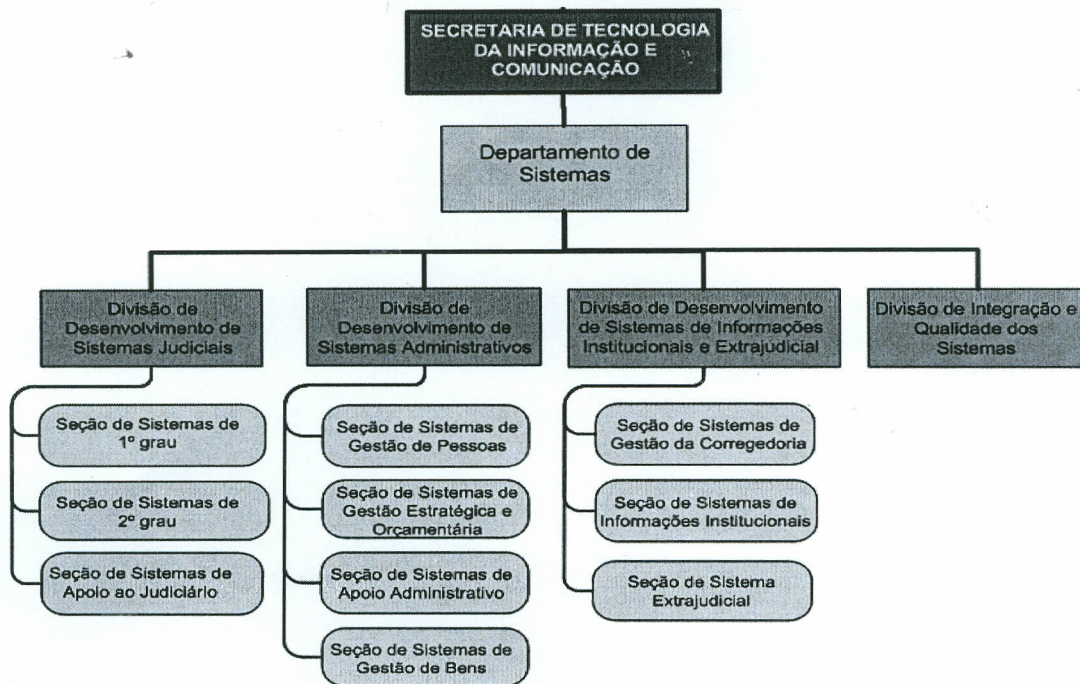 SECRETARIA DE TECNOLOGIA
DA INFORMAÇÃO E
COMUNICAÇÃO
Departamento de
Sistemas
Divisão de
Desenvolvimento de
Sistemas Judiciais
Seção de Sistemas de
1º grau
Seção de Sistemas de
2º grau
Seção de Sistemas de
Apoio ao Judiciário
Divisão de
Desenvolvimento de
Sistemas Administrativos
Seção de Sistemas de
Gestão de Pessoas
Seção de Sistemas de
Gestão Estratégica e
Orçamentária
Seção de Sistemas de
Apoio Administrativo
Seção de Sistemas de
Gestão de Bens
Divisão de Desenvolvimento
de Sistemas de Informações
Institucionais e Extrajudicial
Seção de Sistemas de
Gestão da Corregedoria
Seção de Sistemas de
Informações Institucionais
Seção de Sistema
Extrajudicial
Divisão de Integração e
Qualidade dos
Sistemas